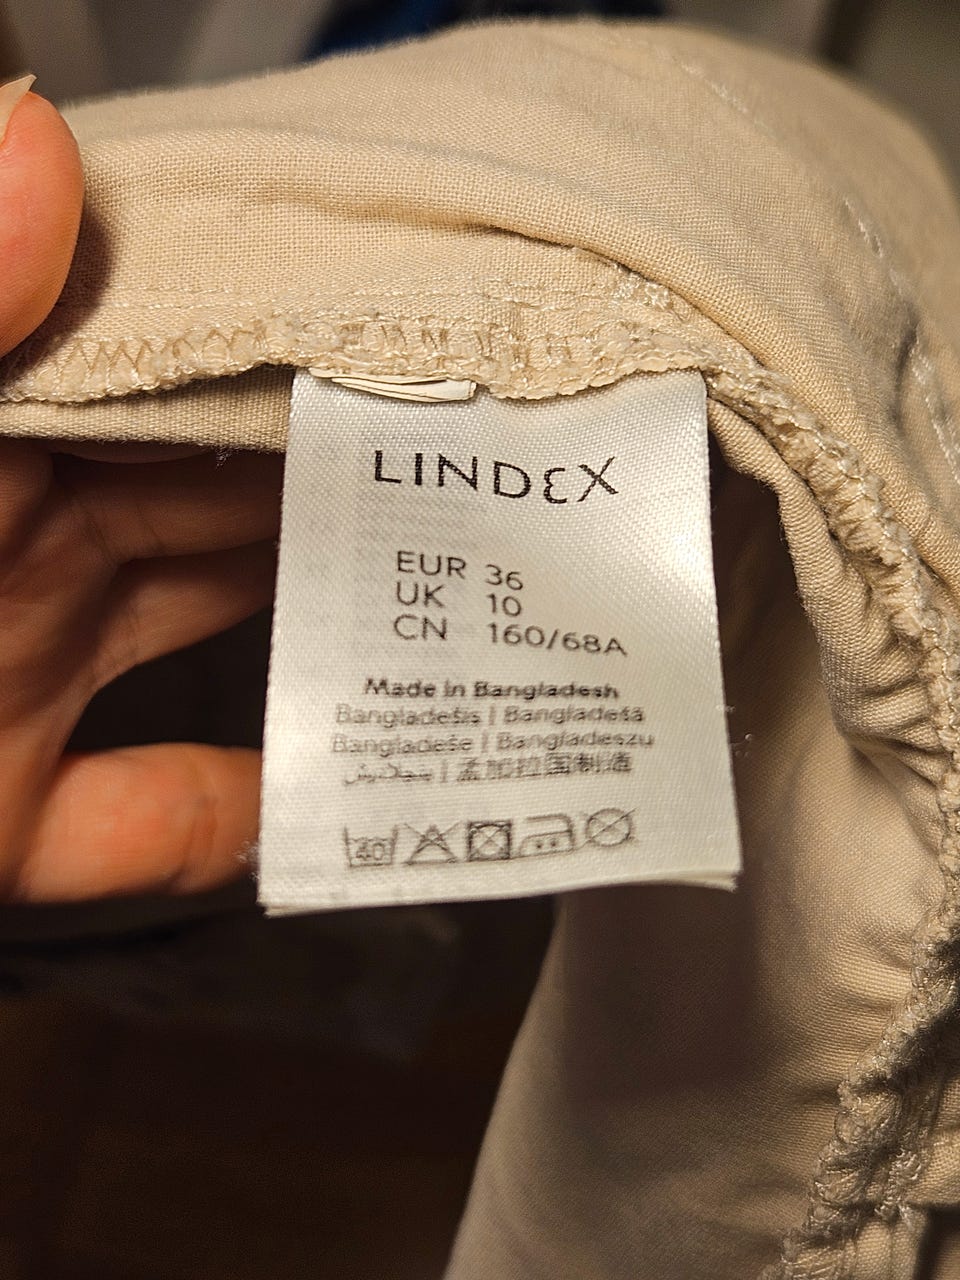 LINDEX
EUR 36
UK 10
CN 160/68A
Made in Bangladesh
Bangladešis | Bangladešā
Bangladeše | Bangladeszu
بنجلاديش | 孟加拉国制造
40